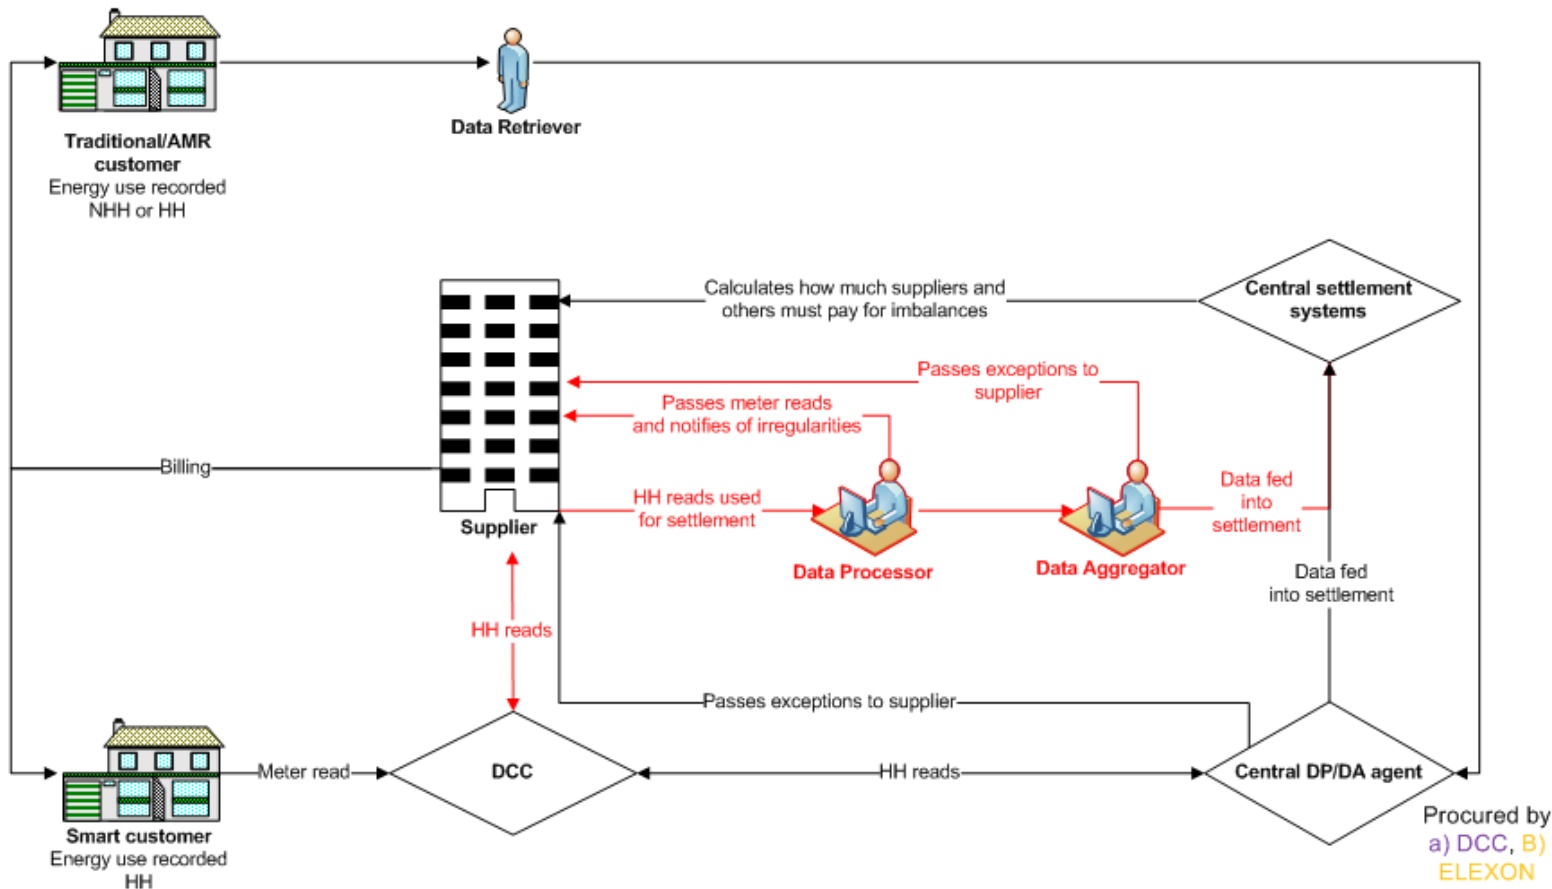 Traditional/AMR
customer
Energy use recorded
NHH or HH
Data Retriever
Calculates how much suppliers and
others must pay for imbalances
Central settlement
systems
Passes exceptions to
supplier
Passes meter reads
and notifies of irregularities
Billing
HH reads used
for settlement
Data fed
into
settlement
Supplier
Data Processor
Data Aggregator
Data fed
into settlement
HH reads
Passes exceptions to supplier
Meter read
DCC
HH reads
Central DP/DA agent
Smart customer
Energy use recorded
HH
Procured by
a) DCC, B)
ELEXON